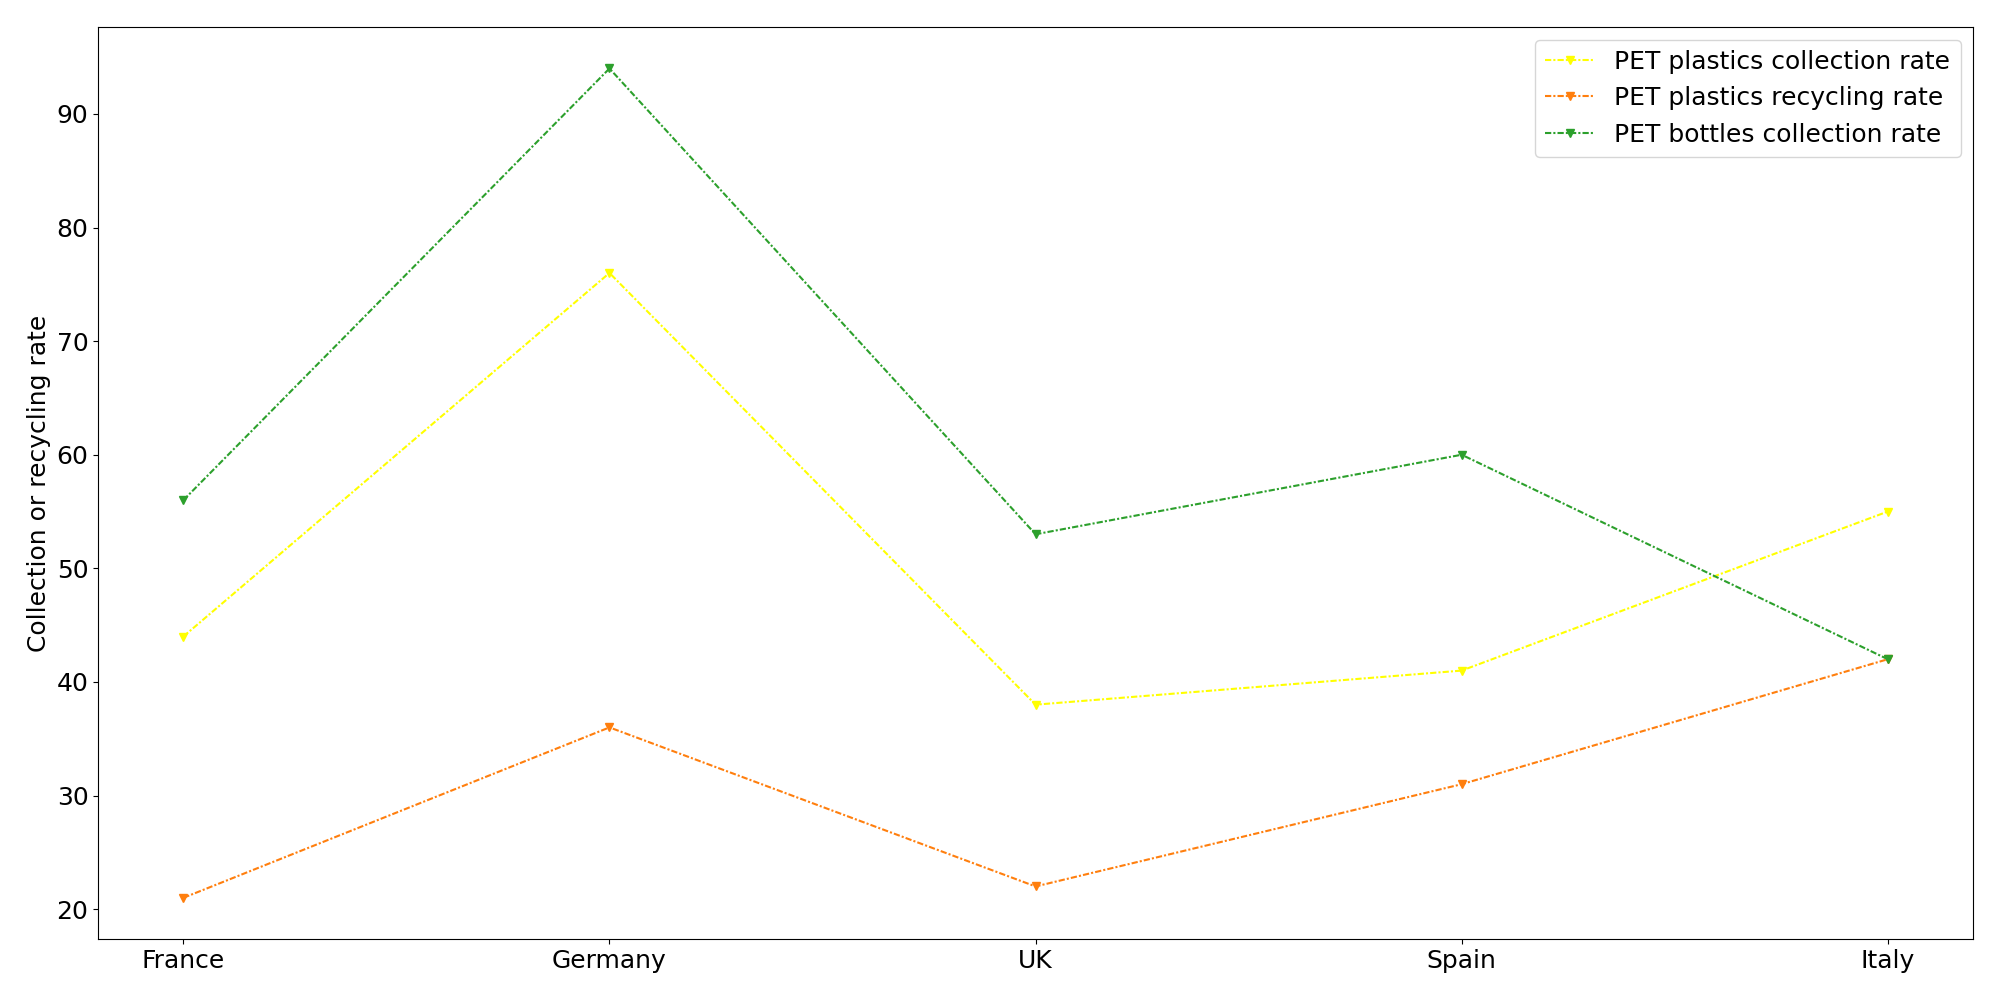 PET plastics collection rate
PET plastics recycling rate
PET bottles collection rate
Collection or recycling rate
90
80
70
60
50
40
30
20
France
Germany
UK
Spain
Italy